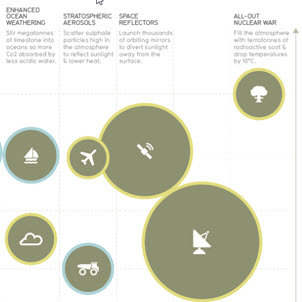 ENHANCED
OCEAN
WEATHERING
Stir megatonnes
of limestone into
oceans so more
Co2 absorbed by
less acidic water.
STRATOSPHERIC
AEROSOLS
Scatter sulphate
particles high in
the atmosphere
to reflect sunlight
& lower heat.
SPACE
REFLECTORS
Launch thousands
of orbiting mirrors
to divert sunlight
away from the
surface.
ALL-OUT
NUCLEAR WAR
Fill the atmosphere
with terratonnes of
radioactive soot &
drop temperatures
by 10°C.